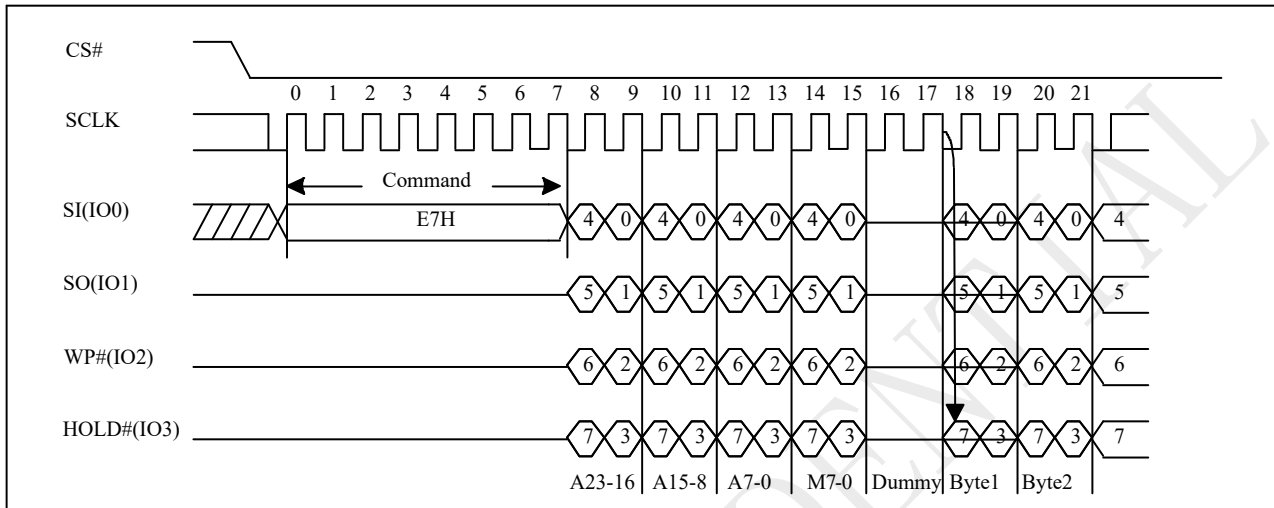 CS#
0 1 2 3 4 5 6 7 8 9 10 11 12 13 14 15 16 17 18 19 20 21
SCLK
Command
SI(IO0) E7H 4 0 4 0 4 0 4 0 4 0 4 0 4
SO(IO1) 5 1 5 1 5 1 5 1 5 1 5 1 5
WP#(IO2) 6 2 6 2 6 2 6 2 6 2 6 2 6
HOLD#(IO3) 7 3 7 3 7 3 7 3 7 3 7 3 7
A23-16 A15-8 A7-0 M7-0 Dummy Byte1 Byte2
DENTIAL